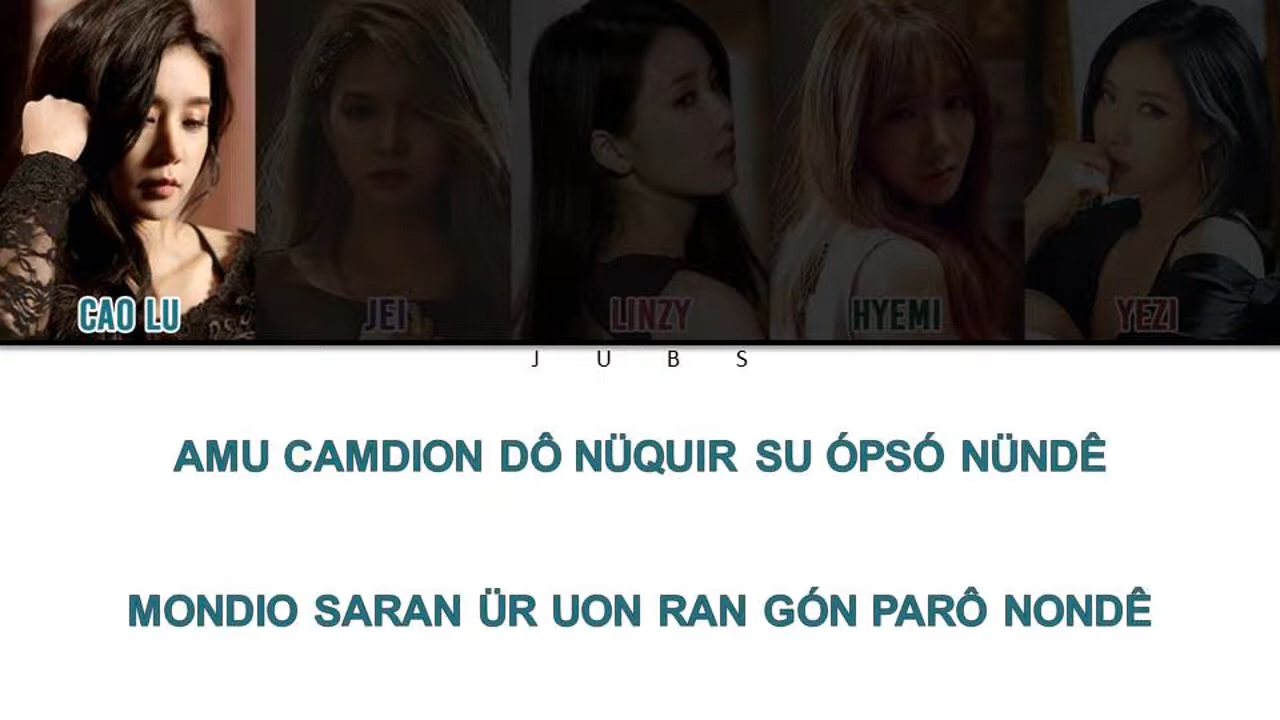 CAO LU JEI LINZY HYEMI YEZI
J U B S
AMU CAMDION DÔ NÜQUIR SU ÓPSÓ NÜNDÊ
MONDIO SARAN ÜR UON RAN GÓN PARÔ NONDÊ